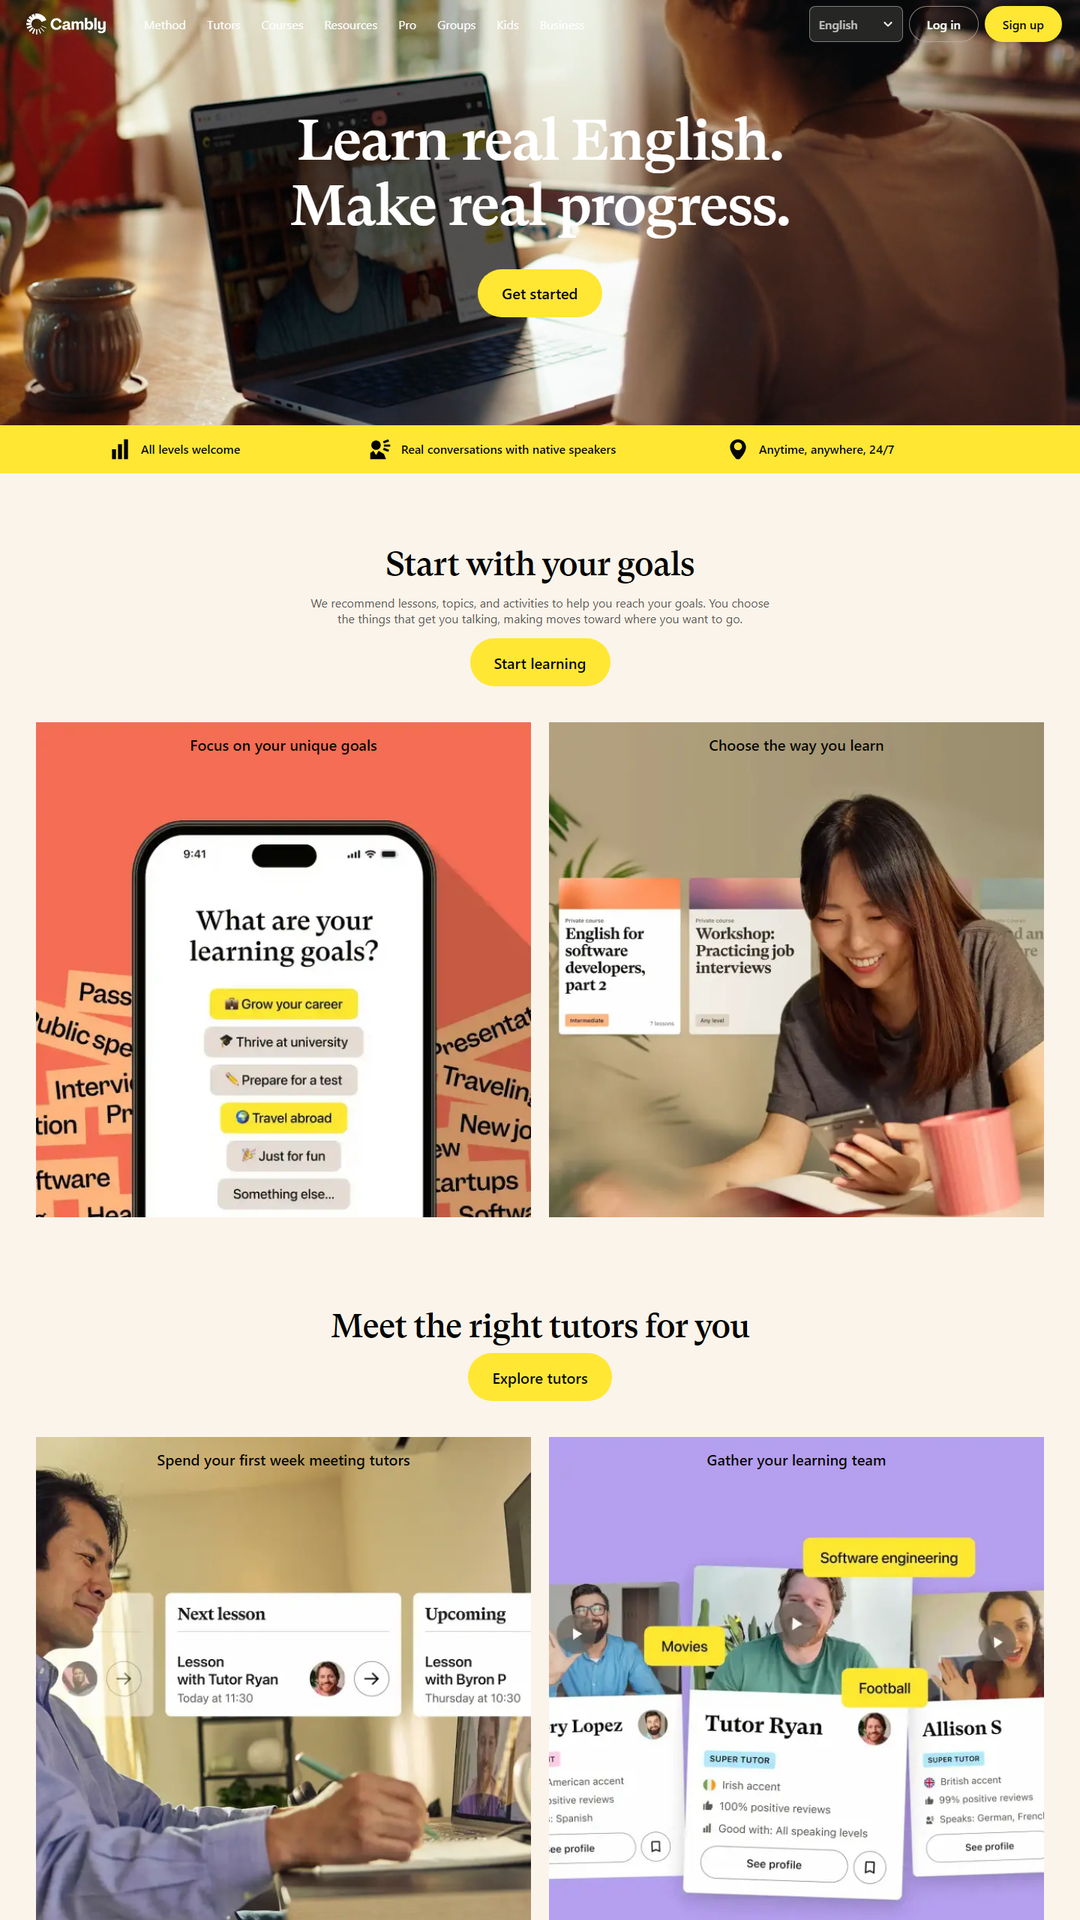 Cambly
Method
Tutors
Courses
Resources
Pro
Groups
Kids
Business
English
Log in
Sign up
Learn real English.
Make real progress.
Get started
All levels welcome
Real conversations with native speakers
Anytime, anywhere, 24/7
Start with your goals
We recommend lessons, topics, and activities to help you reach your goals. You choose
the things that get you talking, making moves toward where you want to go.
Start learning
Focus on your unique goals
9:41
What are your
learning goals?
Grow your career
Thrive at university
Prepare for a test
Travel abroad
Just for fun
Something else...
Pass
ublic spe
Intervi
tion
Pr
ftware
Hea
resentat
Traveling
New jo
ew
tartups
Softwa
Choose the way you learn
Private course
English for
software
developers,
part 2
Intermediate
7 lessons
Private course
Workshop:
Practicing job
interviews
Any level
Meet the right tutors for you
Explore tutors
Spend your first week meeting tutors
Next lesson
Lesson
with Tutor Ryan
Today at 11:30
Upcoming
Lesson
with Byron P
Thursday at 10:30
Gather your learning team
Software engineering
Movies
Football
ry Lopez
American accent
ositive reviews
: Spanish
ee profile
Tutor Ryan
SUPER TUTOR
Irish accent
100% positive reviews
Good with: All speaking levels
See profile
Allison S
SUPER TUTOR
British accent
99% positive reviews
Speaks: German, French
See profile